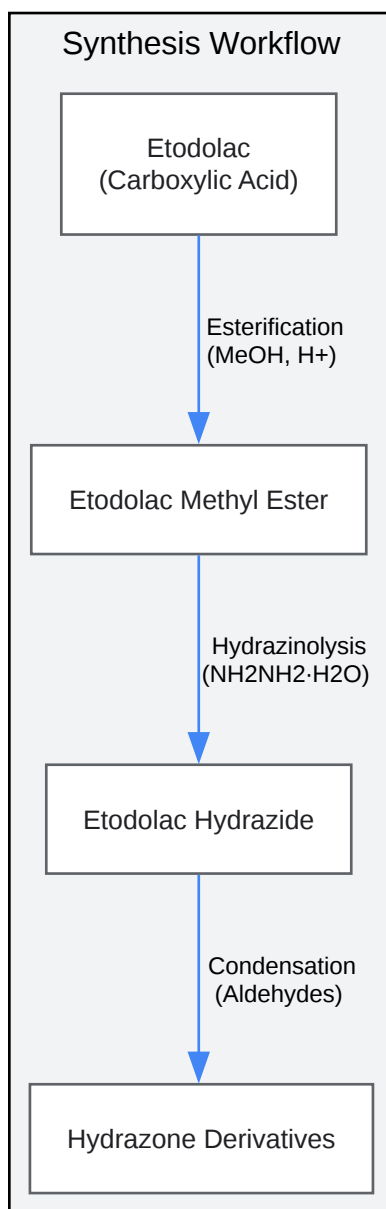 Synthesis Workflow
Etodolac
(Carboxylic Acid)
Esterification
(MeOH, H+)
Etodolac Methyl Ester
Hydrazinolysis
(NH2NH2·H2O)
Etodolac Hydrazide
Condensation
(Aldehydes)
Hydrazone Derivatives